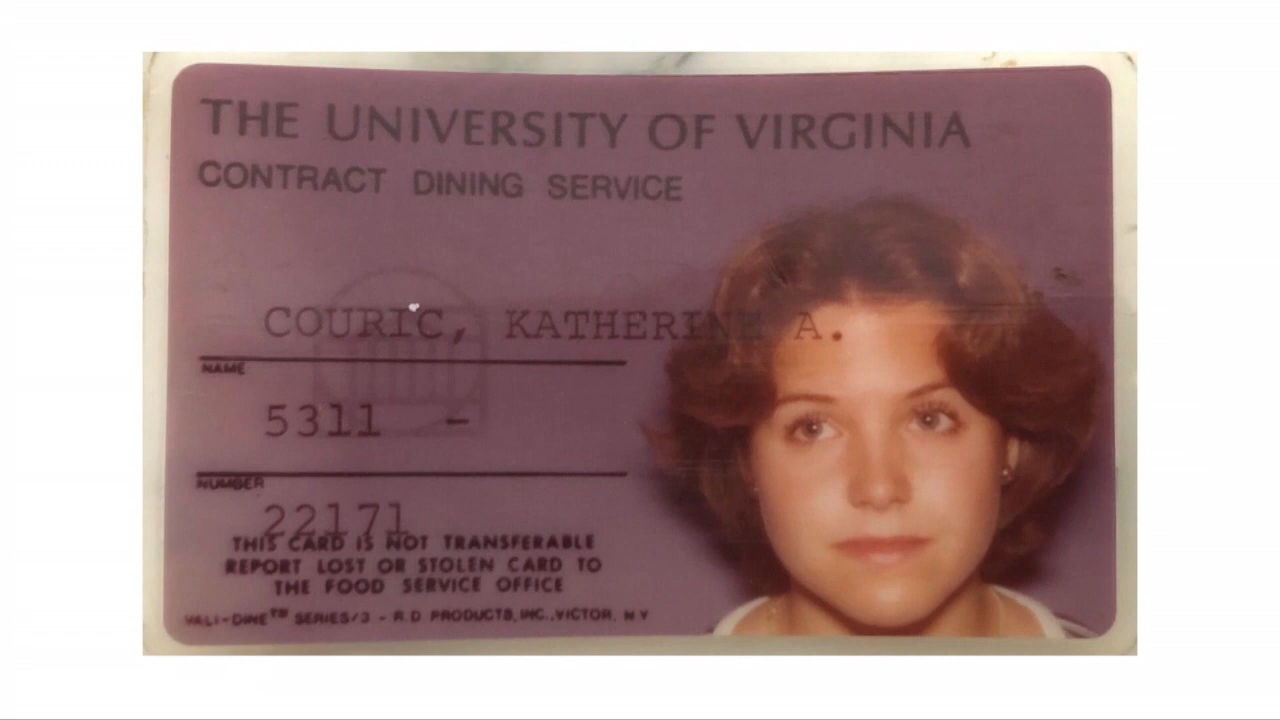 THE UNIVERSITY OF VIRGINIA
CONTRACT DINING SERVICE
COURIC, KATHERINE A.
NAME
5311 -
NUMBER
22171
THIS CARD IS NOT TRANSFERABLE
REPORT LOST OR STOLEN CARD TO
THE FOOD SERVICE OFFICE
VALI-DINE™ SERIES/3 - R.D PRODUCTS, INC., VICTOR, NY